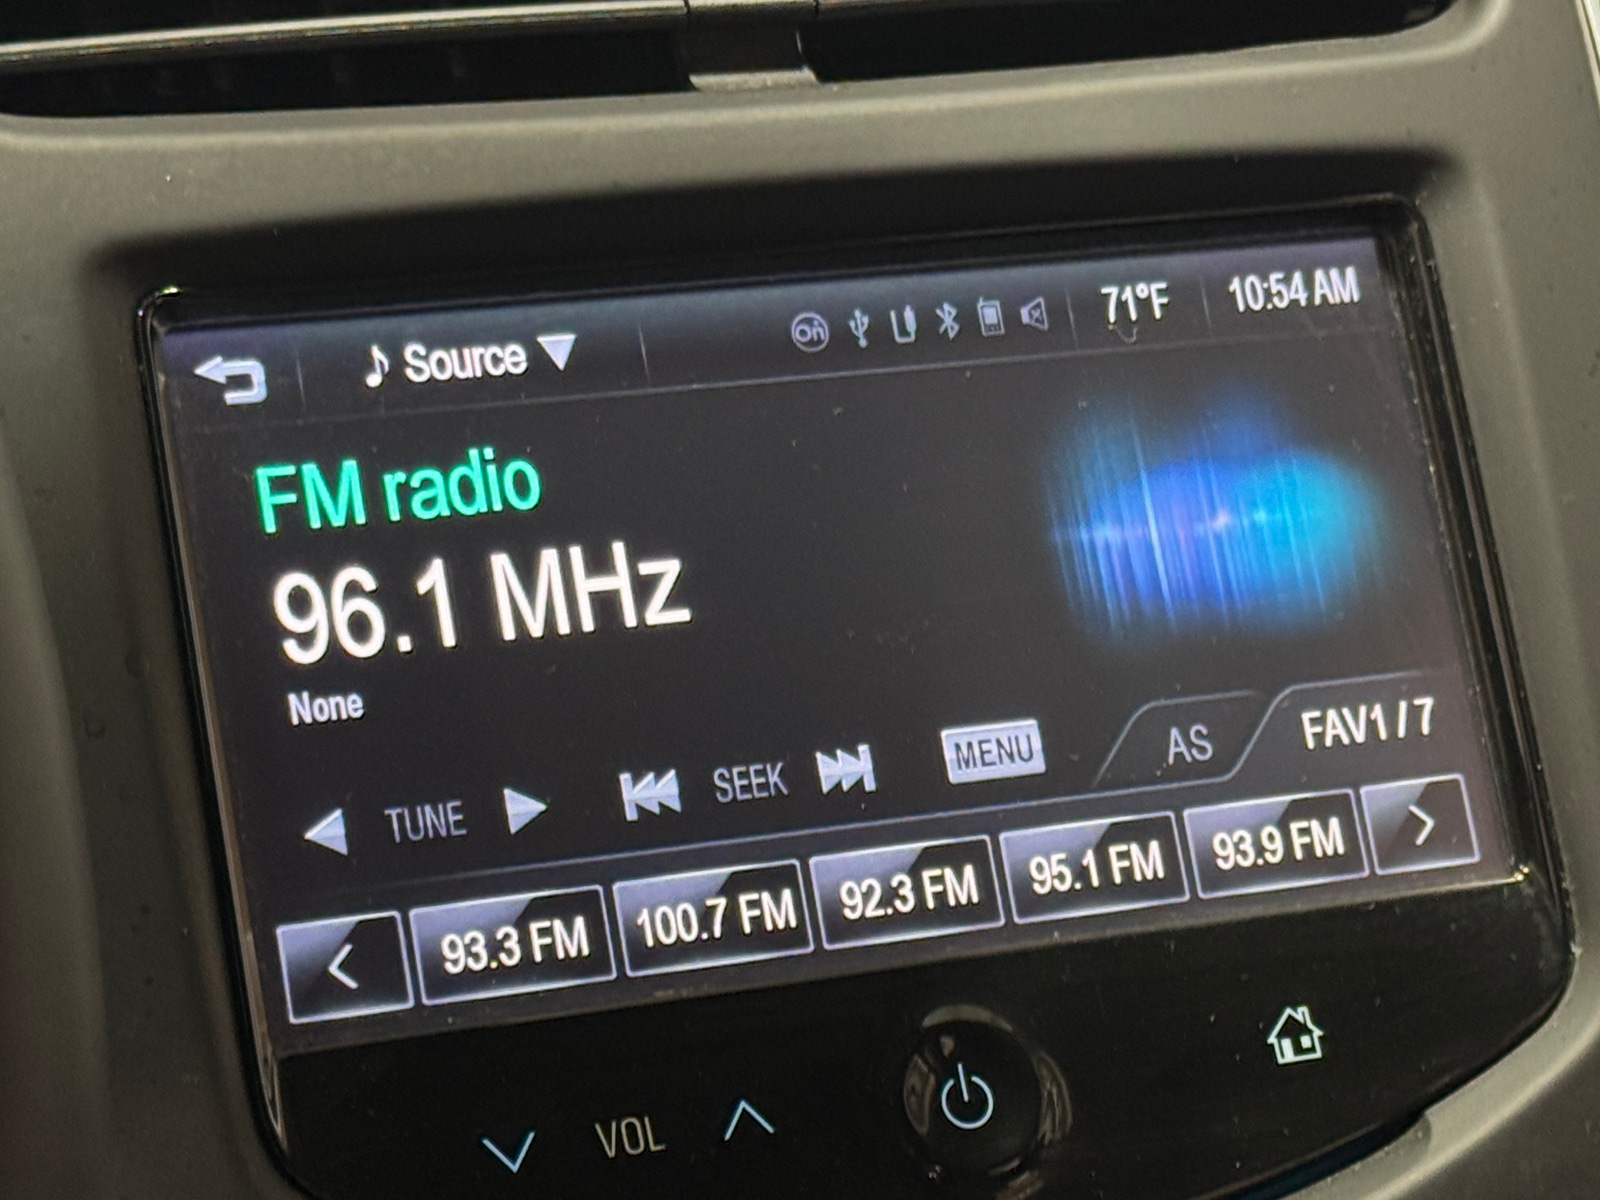 Source
On
71°F
10:54 AM
FM radio
96.1 MHz
None
TUNE
SEEK
MENU
AS
FAV1/7
93.3 FM
100.7 FM
92.3 FM
95.1 FM
93.9 FM
VOL